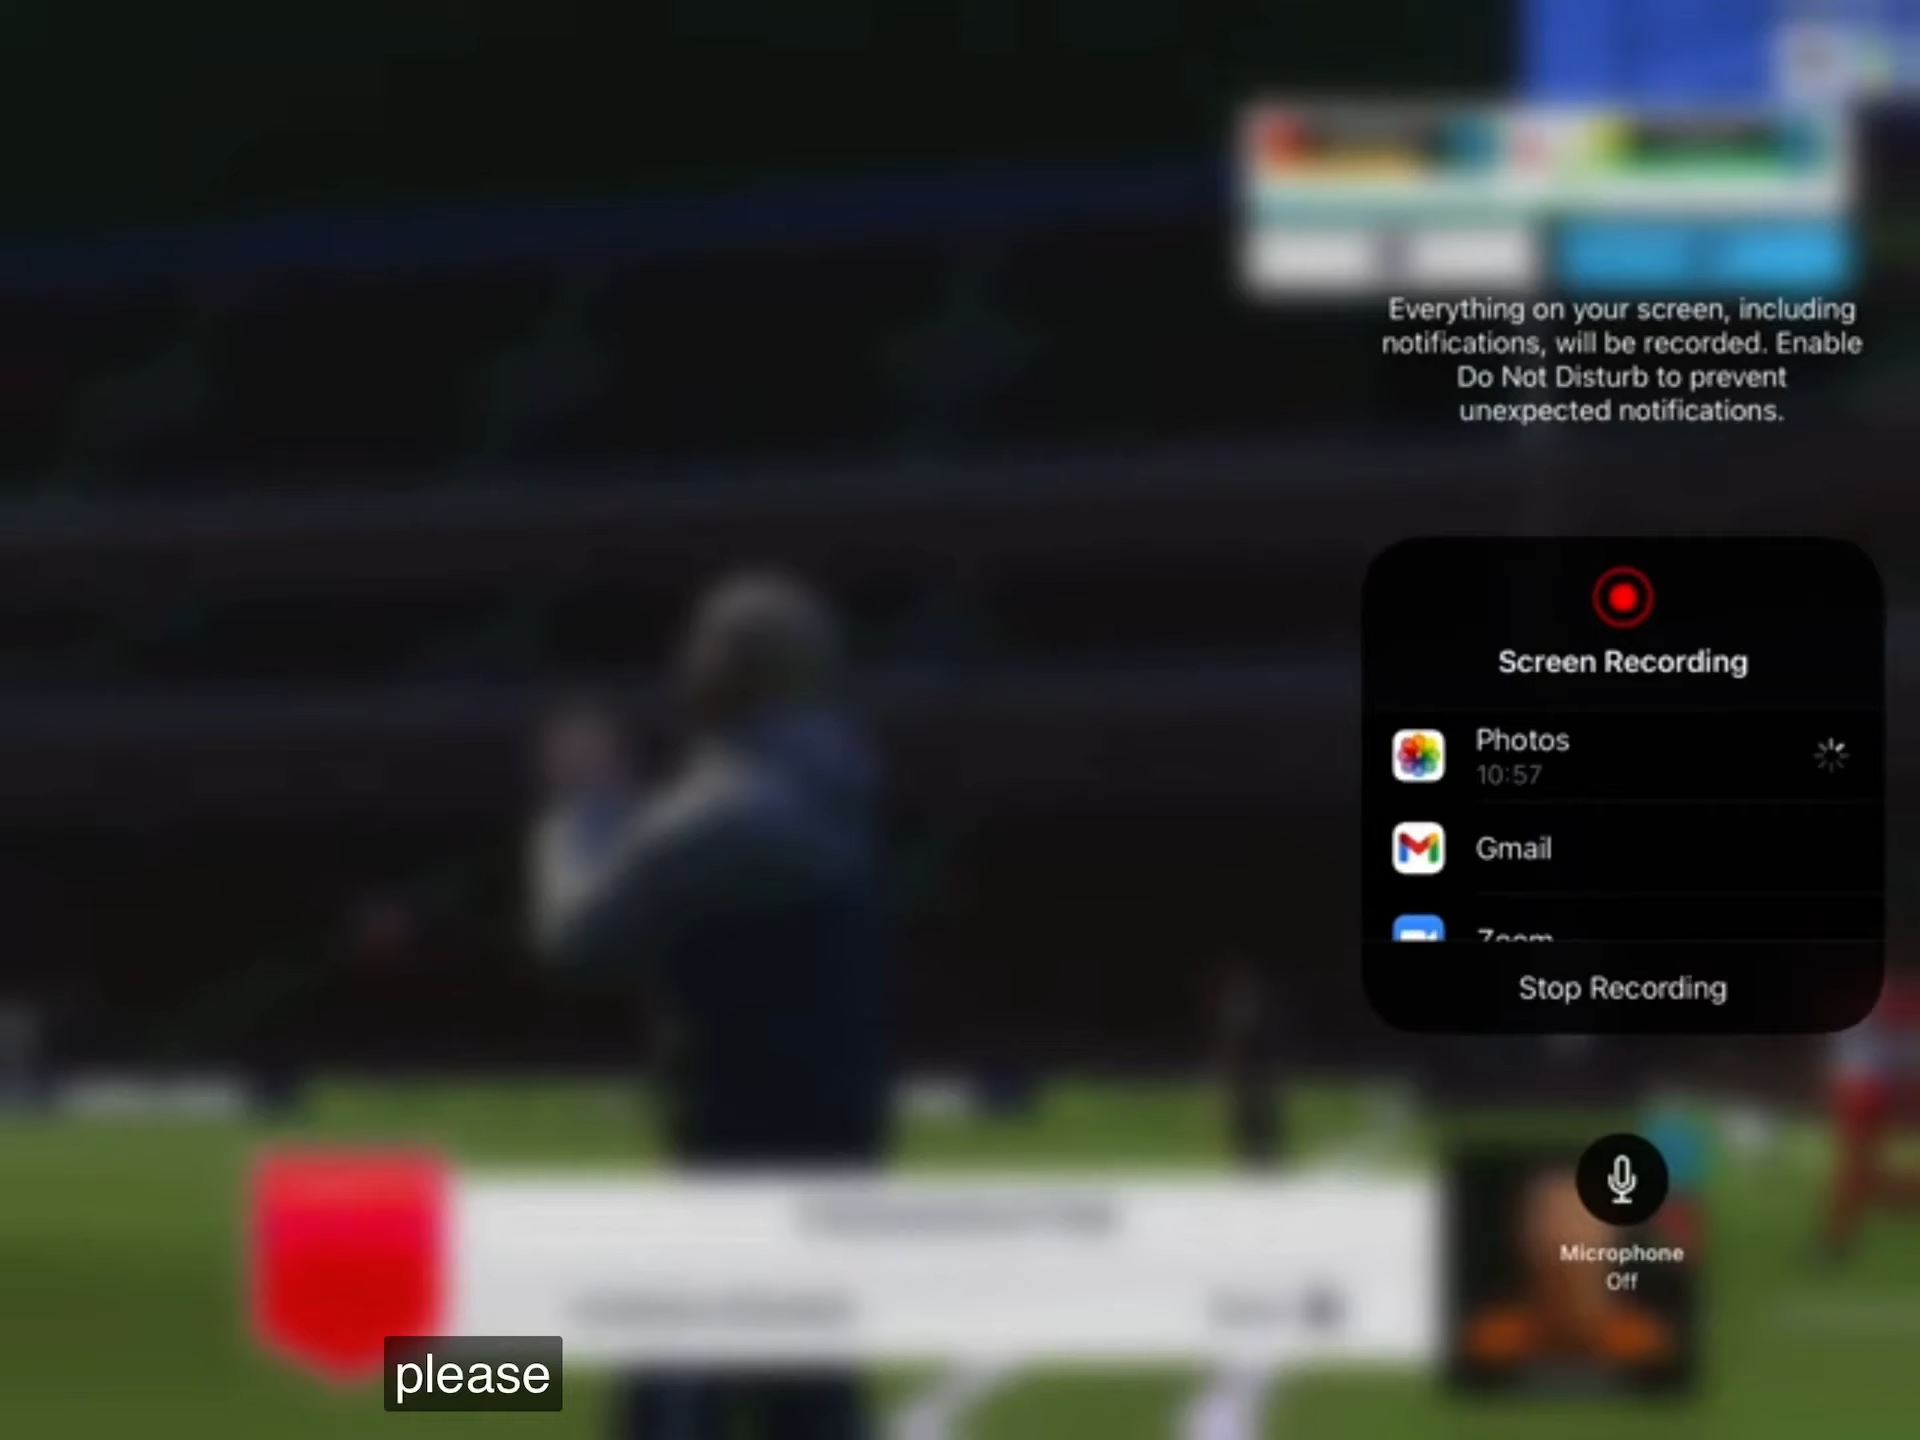 Everything on your screen, including
notifications, will be recorded. Enable
Do Not Disturb to prevent
unexpected notifications.
Screen Recording
Photos
10:57
Gmail
Zoom
Stop Recording
Microphone
Off
please